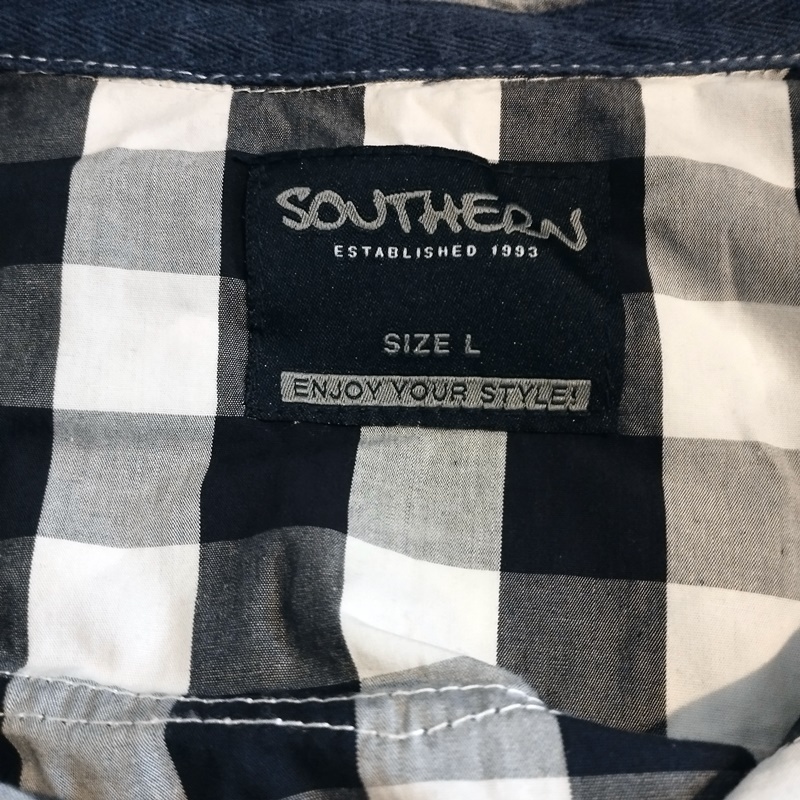 SOUTHERN
ESTABLISHED 1993
SIZE L
ENJOY YOUR STYLE!